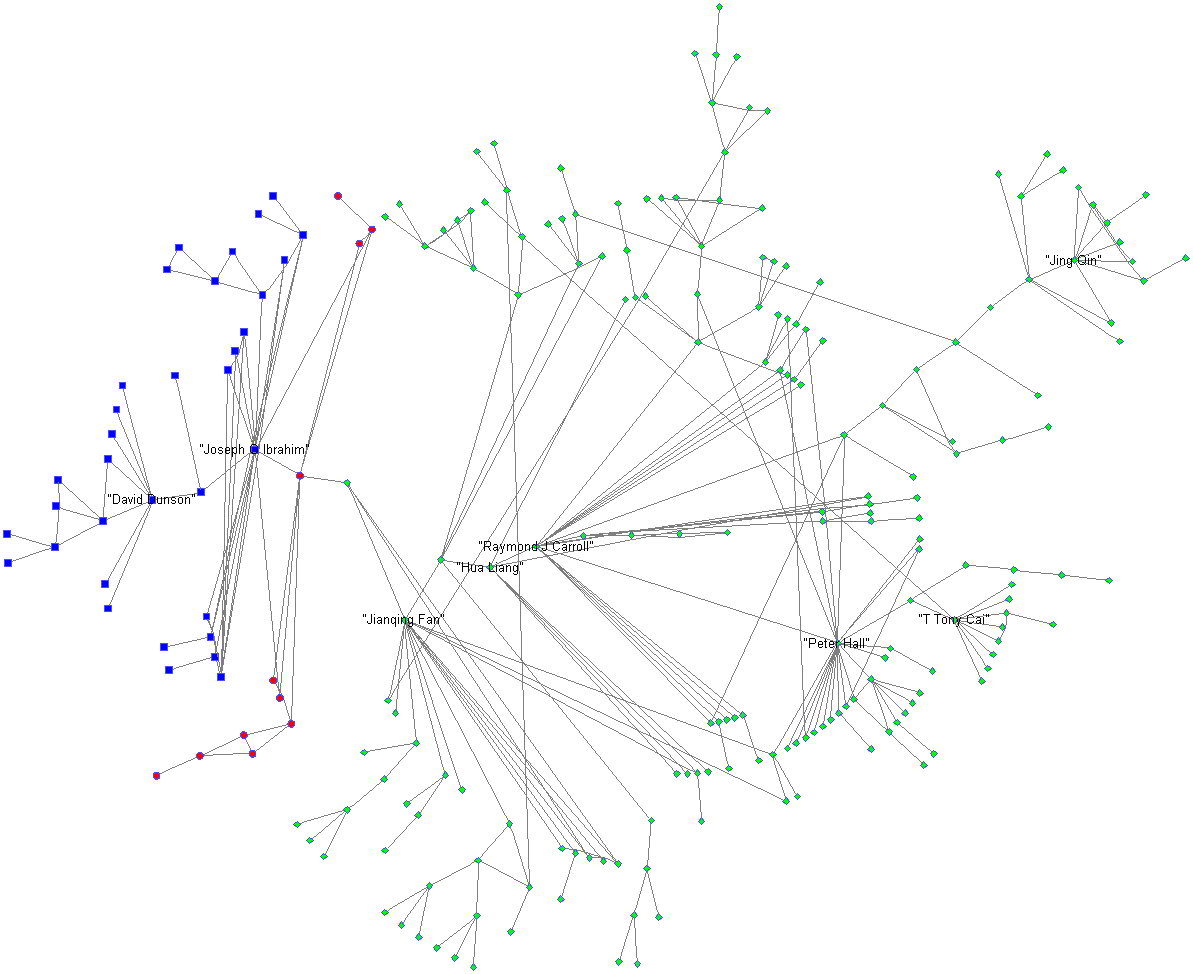 "Jing Qin"
"Joseph G Ibrahim"
"David Dunson"
"Raymond J Carroll"
"Hua Liang"
"Jianqing Fan"
"T Tony Cai"
"Peter Hall"